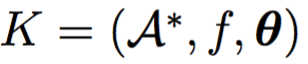 K = (𝒜*, f, θ)